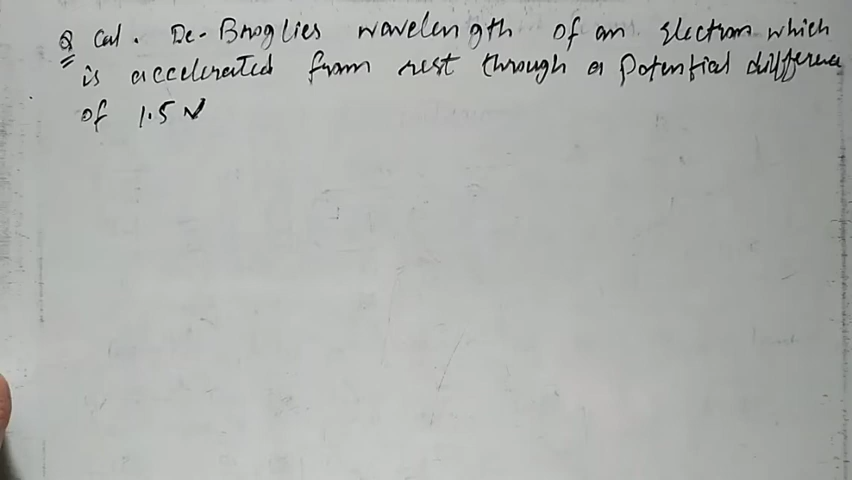 Q Cal. De-Broglies wavelength of an Electron which
is accelerated from rest through a potential difference
of 1.5 V